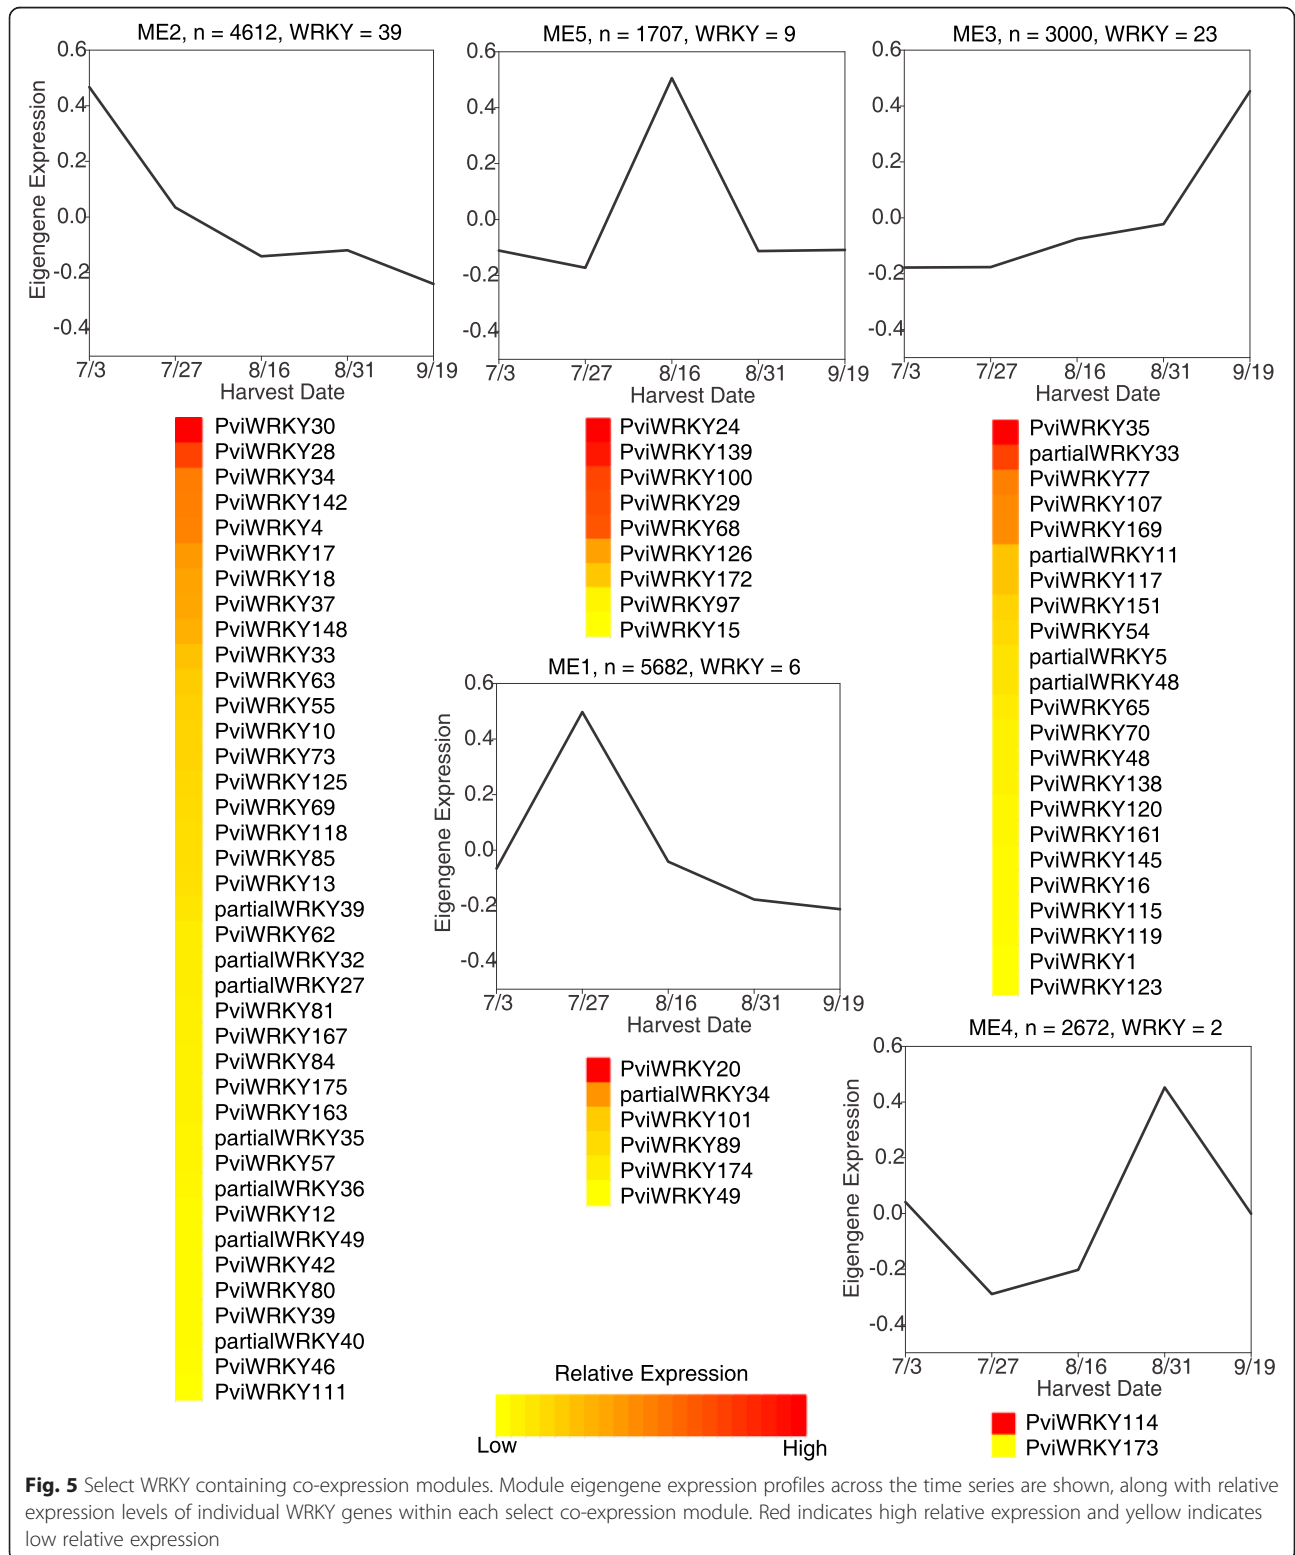 ME2, n = 4612, WRKY = 39
Eigengene Expression
0.6
0.4
0.2
0.0
-0.2
-0.4
7/3 7/27 8/16 8/31 9/19
Harvest Date
PviWRKY30
PviWRKY28
PviWRKY34
PviWRKY142
PviWRKY4
PviWRKY17
PviWRKY18
PviWRKY37
PviWRKY148
PviWRKY33
PviWRKY63
PviWRKY55
PviWRKY10
PviWRKY73
PviWRKY125
PviWRKY69
PviWRKY118
PviWRKY85
PviWRKY13
partialWRKY39
PviWRKY62
partialWRKY32
partialWRKY27
PviWRKY81
PviWRKY167
PviWRKY84
PviWRKY175
PviWRKY163
partialWRKY35
PviWRKY57
partialWRKY36
PviWRKY12
partialWRKY49
PviWRKY42
PviWRKY80
PviWRKY39
partialWRKY40
PviWRKY46
PviWRKY111
ME5, n = 1707, WRKY = 9
0.6
0.4
0.2
0.0
-0.2
-0.4
7/3 7/27 8/16 8/31 9/19
Harvest Date
PviWRKY24
PviWRKY139
PviWRKY100
PviWRKY29
PviWRKY68
PviWRKY126
PviWRKY172
PviWRKY97
PviWRKY15
ME1, n = 5682, WRKY = 6
Eigengene Expression
0.6
0.4
0.2
0.0
-0.2
-0.4
7/3 7/27 8/16 8/31 9/19
Harvest Date
PviWRKY20
partialWRKY34
PviWRKY101
PviWRKY89
PviWRKY174
PviWRKY49
Relative Expression
Low High
ME3, n = 3000, WRKY = 23
0.6
0.4
0.2
0.0
-0.2
-0.4
7/3 7/27 8/16 8/31 9/19
Harvest Date
PviWRKY35
partialWRKY33
PviWRKY77
PviWRKY107
PviWRKY169
partialWRKY11
PviWRKY117
PviWRKY151
PviWRKY54
partialWRKY5
partialWRKY48
PviWRKY65
PviWRKY70
PviWRKY48
PviWRKY138
PviWRKY120
PviWRKY161
PviWRKY145
PviWRKY16
PviWRKY115
PviWRKY119
PviWRKY1
PviWRKY123
ME4, n = 2672, WRKY = 2
Eigengene Expression
0.6
0.4
0.2
0.0
-0.2
-0.4
7/3 7/27 8/16 8/31 9/19
Harvest Date
PviWRKY114
PviWRKY173
Fig. 5 Select WRKY containing co-expression modules. Module eigengene expression profiles across the time series are shown, along with relative
expression levels of individual WRKY genes within each select co-expression module. Red indicates high relative expression and yellow indicates
low relative expression